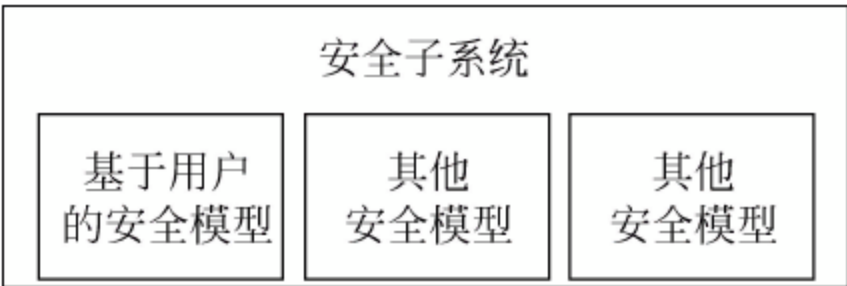 安全子系统
基于用户
的安全模型
其他
安全模型
其他
安全模型